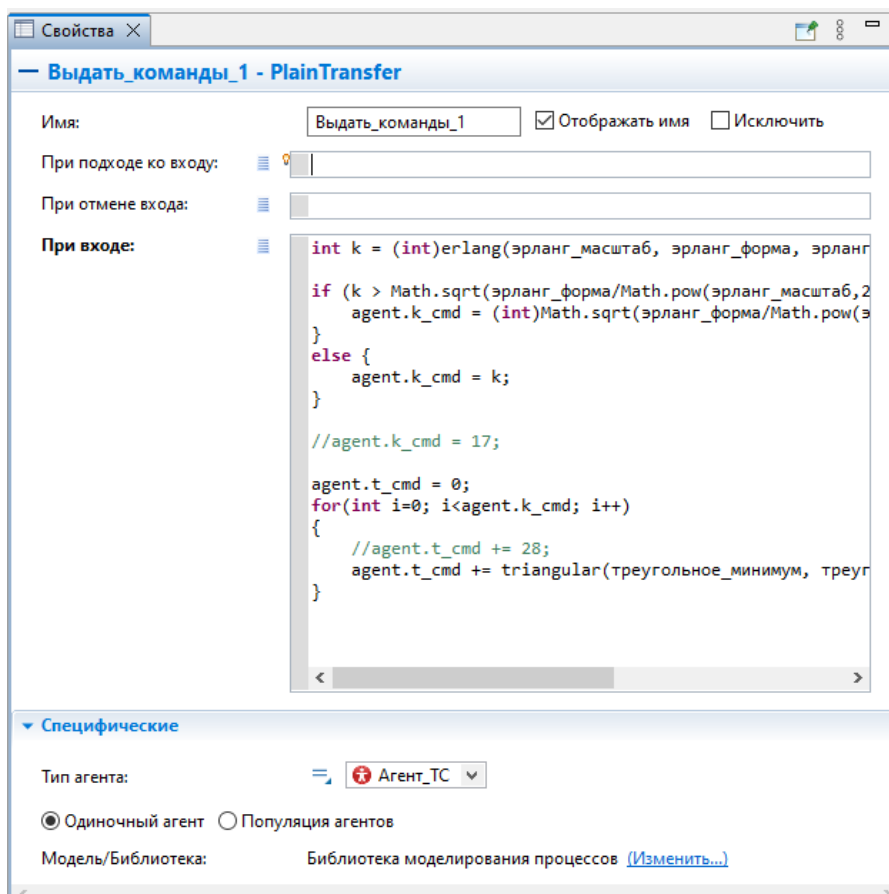 Свойства
Выдать_команды_1 - PlainTransfer
Имя: Выдать_команды_1 Отображать имя Исключить
При подходе ко входу:
При отмене входа:
При входе:
int k = (int)erlang(эрланг_масштаб, эрланг_форма, эрланг
if (k > Math.sqrt(эрланг_форма/Math.pow(эрланг_масштаб,2
agent.k_cmd = (int)Math.sqrt(эрланг_форма/Math.pow(э
}
else {
agent.k_cmd = k;
}
//agent.k_cmd = 17;
agent.t_cmd = 0;
for(int i=0; i<agent.k_cmd; i++)
{
//agent.t_cmd += 28;
agent.t_cmd += triangular(треугольное_минимум, треуг
}
Специфические
Тип агента: Агент_ТС
Одиночный агент Популяция агентов
Модель/Библиотека: Библиотека моделирования процессов (Изменить...)